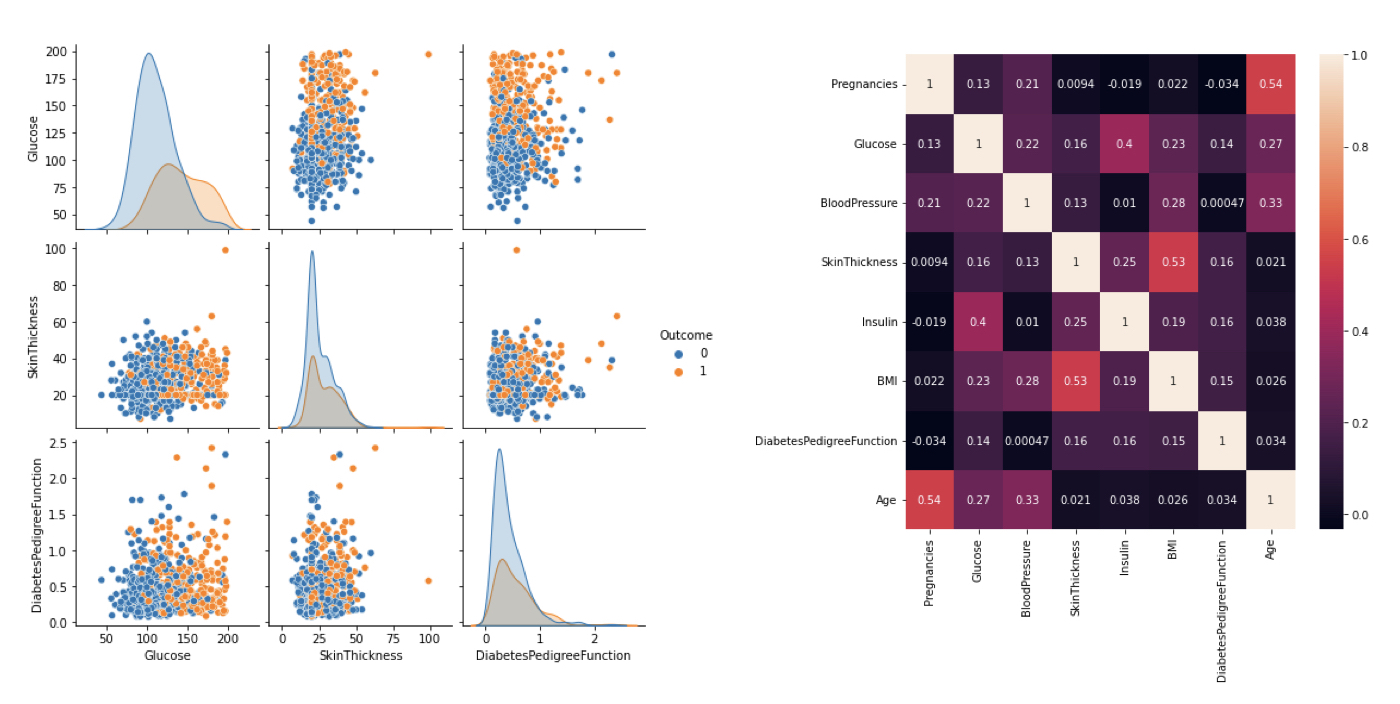 200
175
150
125
100
75
50
Glucose
100
80
60
40
20
SkinThickness
2.5
2.0
1.5
1.0
0.5
0.0
DiabetesPedigreeFunction
50 100 150 200
Glucose
0 25 50 75 100
SkinThickness
0 1 2
DiabetesPedigreeFunction
Outcome
0
1
Pregnancies 1 0.13 0.21 0.0094 -0.019 0.022 -0.034 0.54
Glucose 0.13 1 0.22 0.16 0.4 0.23 0.14 0.27
BloodPressure 0.21 0.22 1 0.13 0.01 0.28 0.00047 0.33
SkinThickness 0.0094 0.16 0.13 1 0.25 0.53 0.16 0.021
Insulin -0.019 0.4 0.01 0.25 1 0.19 0.16 0.038
BMI 0.022 0.23 0.28 0.53 0.19 1 0.15 0.026
DiabetesPedigreeFunction -0.034 0.14 0.00047 0.16 0.16 0.15 1 0.034
Age 0.54 0.27 0.33 0.021 0.038 0.026 0.034 1
Pregnancies
Glucose
BloodPressure
SkinThickness
Insulin
BMI
DiabetesPedigreeFunction
Age
1.0
0.8
0.6
0.4
0.2
0.0